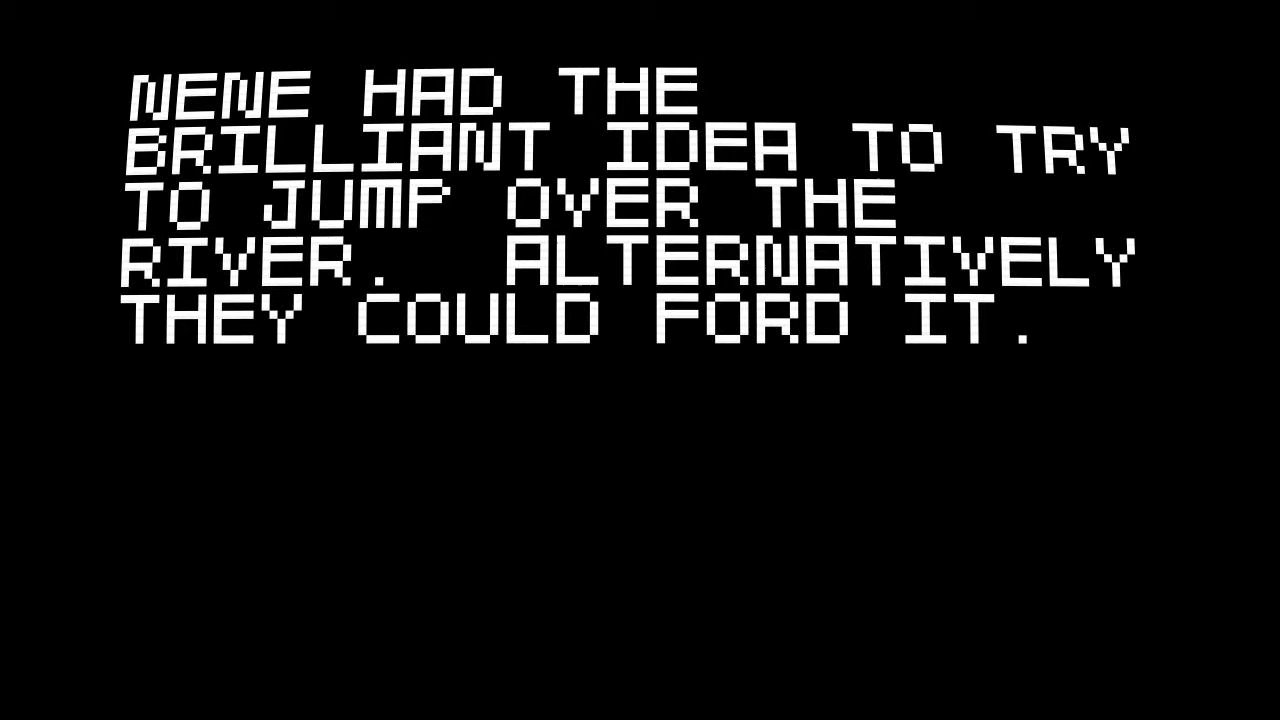 NENE HAD THE
BRILLIANT IDEA TO TRY
TO JUMP OVER THE
RIVER.  ALTERNATIVELY
THEY COULD FORD IT.